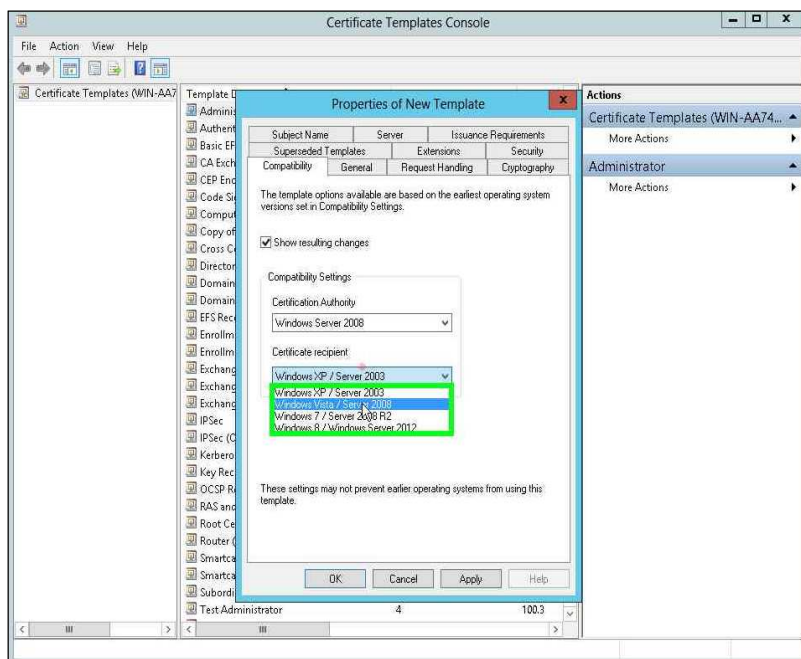 Certificate Templates Console
File Action View Help
Certificate Templates (WIN-AA7
Template D
Adminis
Authent
Basic EF
CA Exch
CEP Enc
Code Si
Comput
Copy of
Cross C
Director
Domain
Domain
EFS Rec
Enrollm
Enrollm
Exchang
Exchang
Exchang
IPSec
IPSec (O
Kerbero
Key Rec
OCSP R
RAS and
Root Ce
Router (
Smartca
Smartca
Subordi
Test Administrator 4 100.3
Properties of New Template
x
Subject Name Server Issuance Requirements
Superseded Templates Extensions Security
Compatibility General Request Handling Cryptography
The template options available are based on the earliest operating system
versions set in Compatibility Settings.
Show resulting changes
Compatibility Settings
Certification Authority
Windows Server 2008
Certificate recipient
Windows XP / Server 2003
Windows XP / Server 2003
Windows Vista / Server 2008
Windows 7 / Server 2008 R2
Windows 8 / Windows Server 2012
These settings may not prevent earlier operating systems from using this
template.
OK Cancel Apply Help
Actions
Certificate Templates (WIN-AA74...
More Actions
Administrator
More Actions